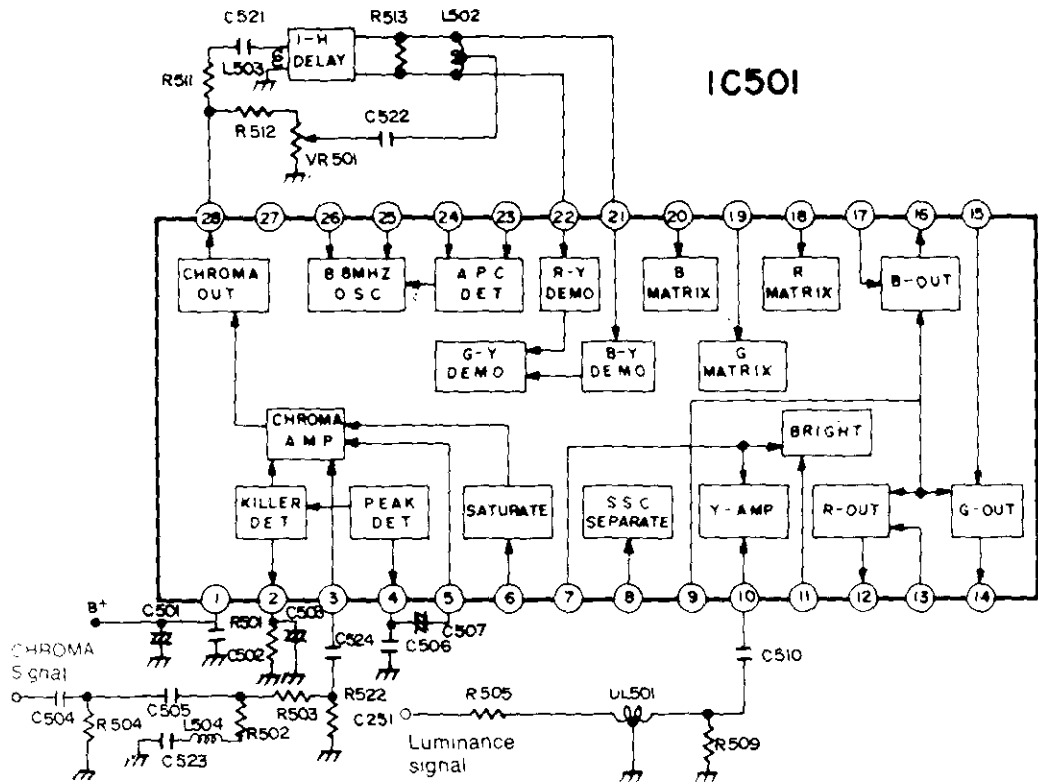 C521
R513
L502
1-H
DELAY
L503
R511
IC501
C522
R512
VR501
28
27
26
25
24
23
22
21
20
19
18
17
16
15
CHROMA
OUT
8.8MHZ
OSC
APC
DET
R-Y
DEMO
B
MATRIX
R
MATRIX
B-OUT
G-Y
DEMO
B-Y
DEMO
G
MATRIX
CHROMA
AMP
BRIGHT
KILLER
DET
PEAK
DET
SATURATE
SSC
SEPARATE
Y-AMP
R-OUT
G-OUT
1
2
3
4
5
6
7
8
9
10
11
12
13
14
B+
C501
R501
C502
C503
C524
C506
C507
C510
CHROMA
Signal
C504
R504
C505
L504
C523
R502
R503
R522
C251
R505
DL501
R509
Luminance
signal